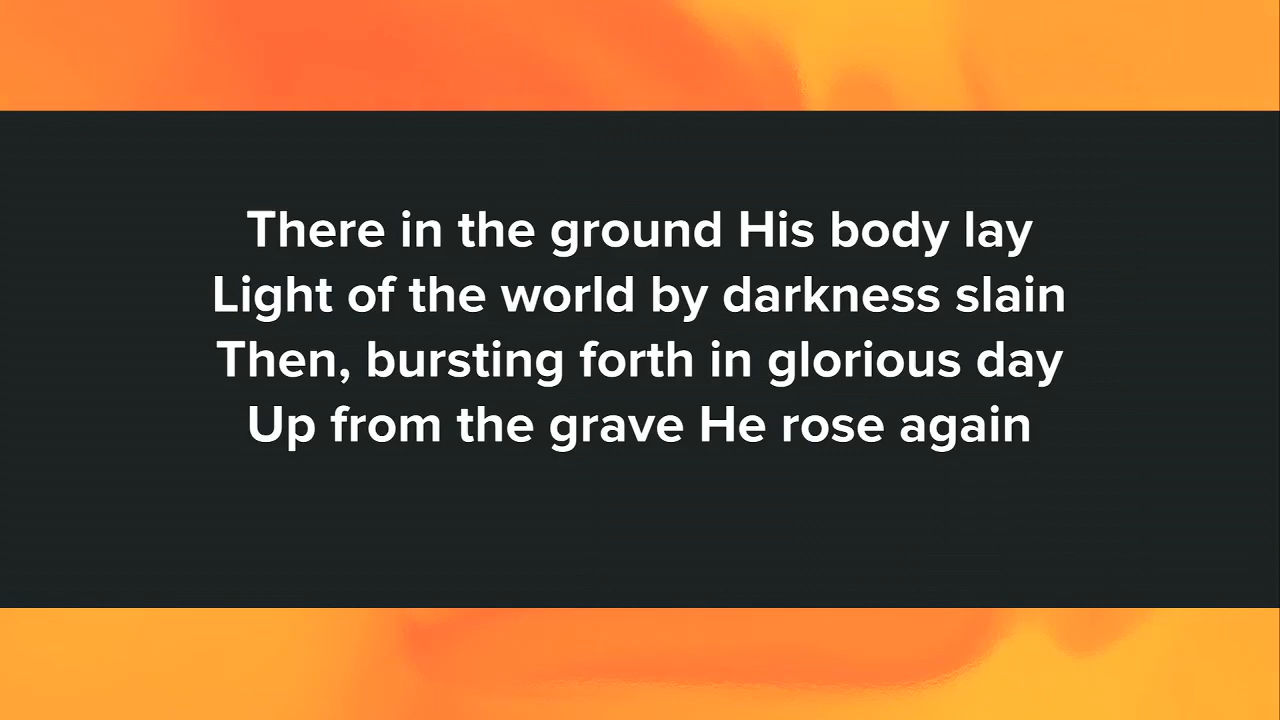 There in the ground His body lay
Light of the world by darkness slain
Then, bursting forth in glorious day
Up from the grave He rose again